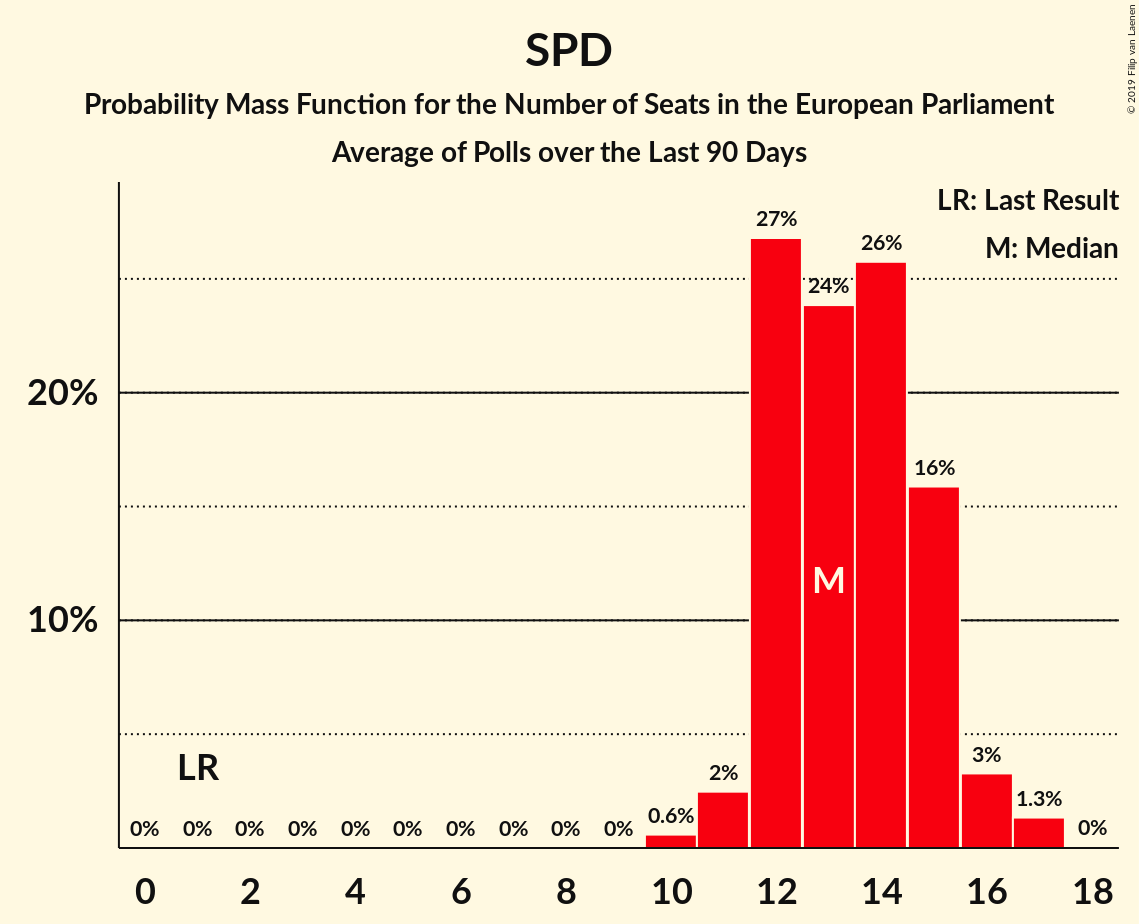 SPD
Probability Mass Function for the Number of Seats in the European Parliament
Average of Polls over the Last 90 Days
© 2019 Filip van Laenen
LR: Last Result
M: Median
27%
26%
24%
20%
16%
M
10%
LR
3%
2%
1.3%
0.6%
0% 0% 0% 0% 0% 0% 0% 0% 0% 0% 0%
0 2 4 6 8 10 12 14 16 18